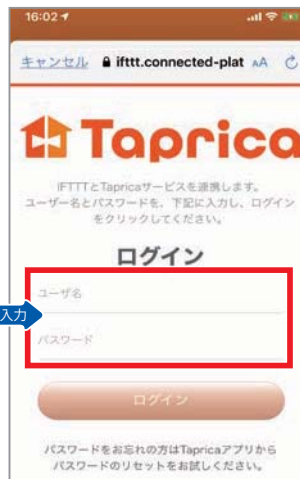 16:02
キャンセル ifttt.connected-plat AA
Taprica
IFTTTとTapricaサービスを連携します。
ユーザー名とパスワードを、下記に入力し、ログイン
をクリックしてください。
ログイン
ユーザ名
入力
パスワード
ログイン
パスワードをお忘れの方はTapricaアプリから
パスワードのリセットをお試しください。